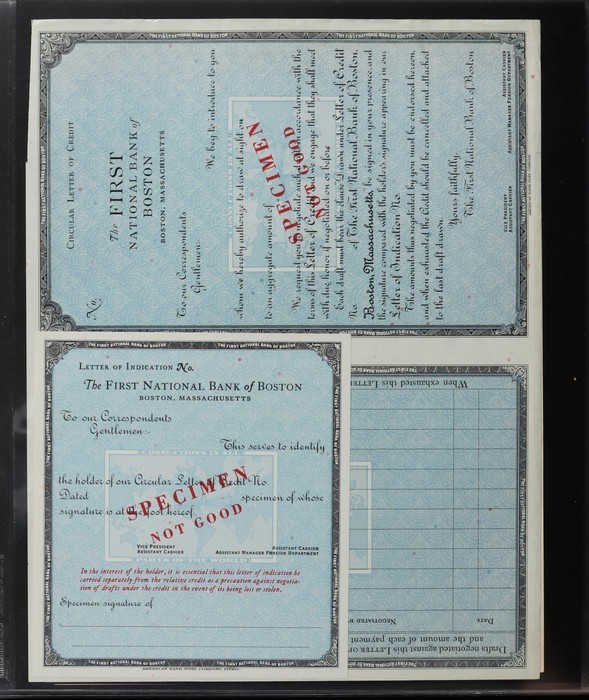 THE FIRST NATIONAL BANK OF BOSTON
CIRCULAR LETTER OF CREDIT
The FIRST
NATIONAL BANK of
BOSTON
BOSTON, MASSACHUSETTS
No.
We beg to introduce to you
To our Correspondents
Gentlemen:
whom we hereby authorize to draw at sight on
to an aggregate amount of
We request you to negotiate such drafts in accordance with the
terms of this Letter of Credit and we engage that they shall meet
with due honor if negotiated on or before
Each draft must bear the clause Drawn under Letter of Credit
No. of The First National Bank of Boston,
Boston, Massachusetts, be signed in your presence and
the signature compared with the holders signature appearing in our
Letter of Indication No.
The amounts thus negotiated by you must be endorsed hereon,
and when exhausted the Credit should be cancelled and attached
to the last draft drawn.
Yours faithfully,
The First National Bank of Boston
VICE PRESIDENT
ASSISTANT CASHIER
ASSISTANT CASHIER
ASSISTANT MANAGER FOREIGN DEPARTMENT
SPECIMEN
NOT GOOD
THE FIRST NATIONAL BANK OF BOSTON
LETTER OF INDICATION No.
The FIRST NATIONAL BANK of BOSTON
BOSTON, MASSACHUSETTS
To our Correspondents
Gentlemen:-
This serves to identify
CONNECTIONS IN ALL
the holder of our Circular Letter of Credit No.
Dated specimen of whose
signature is at the foot hereof.
SPECIMEN
NOT GOOD
VICE PRESIDENT ASSISTANT CASHIER
ASSISTANT CASHIER ASSISTANT MANAGER FOREIGN DEPARTMENT
PARTS OF THE WORLD
In the interest of the holder, it is essential that this letter of indication be
carried separately from the relative credit as a precaution against negotia-
tion of drafts under the credit in the event of its being lost or stolen.
Specimen signature of
THE FIRST NATIONAL BANK OF BOSTON
AMERICAN BANK NOTE COMPANY.
Drafts negotiated against this LETTER OF
and the amount of each payment
DATE NEGOTIATED BY
When exhausted this LETTER